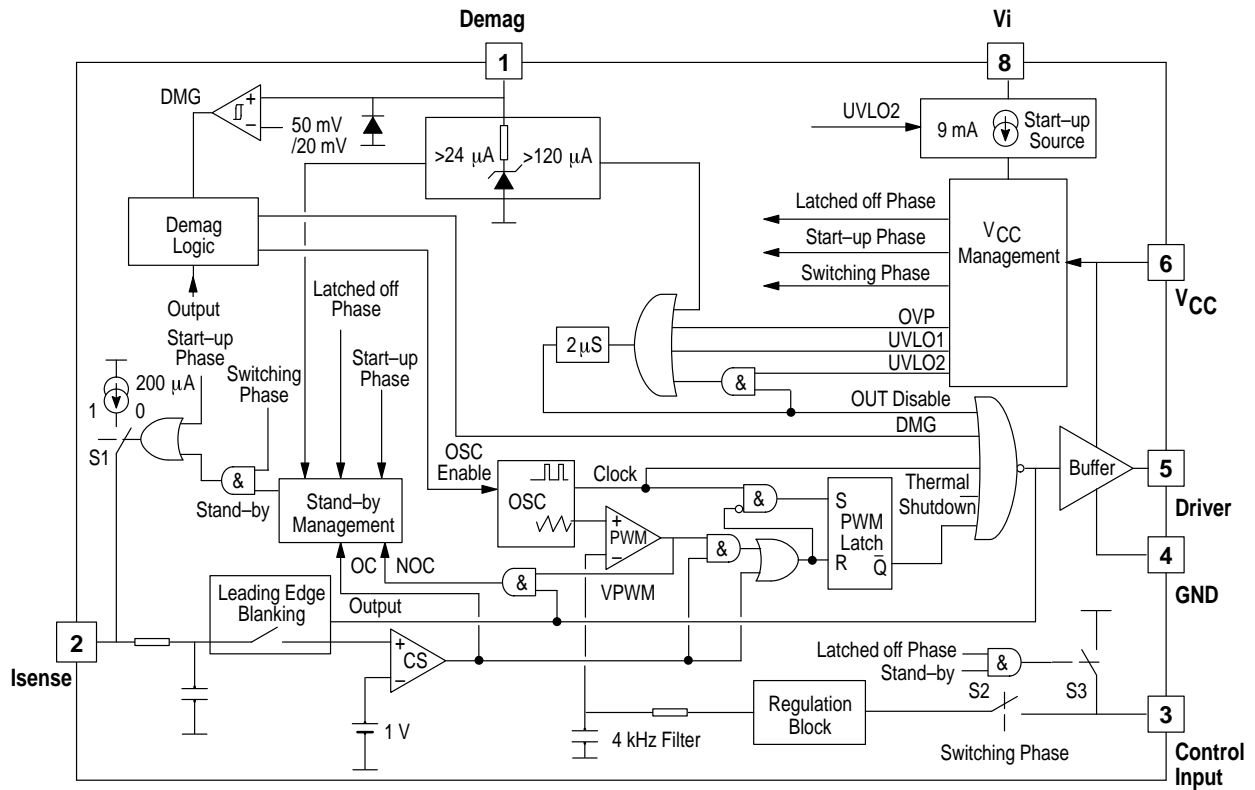 Demag
Vi
1
8
DMG
+
–
50 mV
/20 mV
UVLO2
9 mA
Start–up
Source
>24 μA
>120 μA
Demag
Logic
Latched off Phase
Start–up Phase
Switching Phase
VCC
Management
6
VCC
Output
Latched off
Phase
Start–up
Phase
Switching
Phase
Start–up
Phase
200 μA
1
0
S1
2 μS
OVP
UVLO1
UVLO2
&
OUT Disable
DMG
OSC
Enable
OSC
Clock
&
Stand–by
Stand–by
Management
+
PWM
–
&
&
S
PWM
Latch
R
Q
Thermal
Shutdown
Buffer
5
Driver
4
GND
OC
NOC
&
VPWM
Leading Edge
Blanking
Output
2
Isense
+
CS
–
1 V
Latched off Phase
Stand–by
&
S2
S3
4 kHz Filter
Regulation
Block
Switching Phase
3
Control
Input